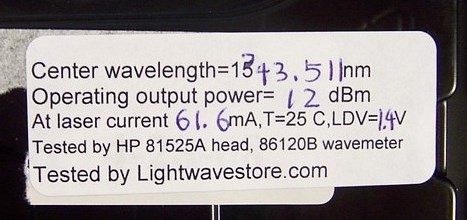 Center wavelength=1343.511nm
Operating output power= 12 dBm
At laser current 61.6mA,T=25 C,LDV=1.4V
Tested by HP 81525A head, 86120B wavemeter
Tested by Lightwavestore.com